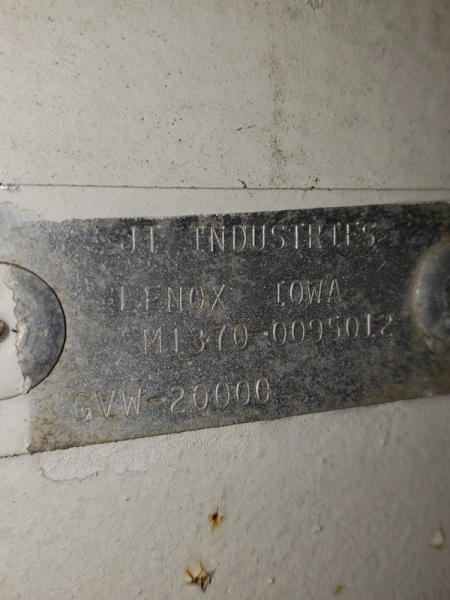 JT INDUSTRIES
LENOX IOWA
M1370-0095012
GVW-20000